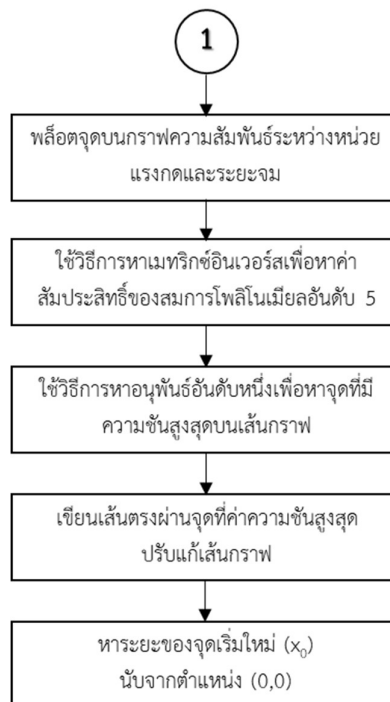 1
พล็อตจุดบนกราฟความสัมพันธ์ระหว่างหน่วย
แรงกดและระยะจม
ใช้วิธีการหาเมทริกซ์อินเวอร์สเพื่อหาค่า
สัมประสิทธิ์ของสมการโพลิโนเมียลอันดับ 5
ใช้วิธีการหาอนุพันธ์อันดับหนึ่งเพื่อหาจุดที่มี
ความชันสูงสุดบนเส้นกราฟ
เขียนเส้นตรงผ่านจุดที่ค่าความชันสูงสุด
ปรับแก้เส้นกราฟ
หาระยะของจุดเริ่มใหม่ (x₀)
นับจากตำแหน่ง (0,0)